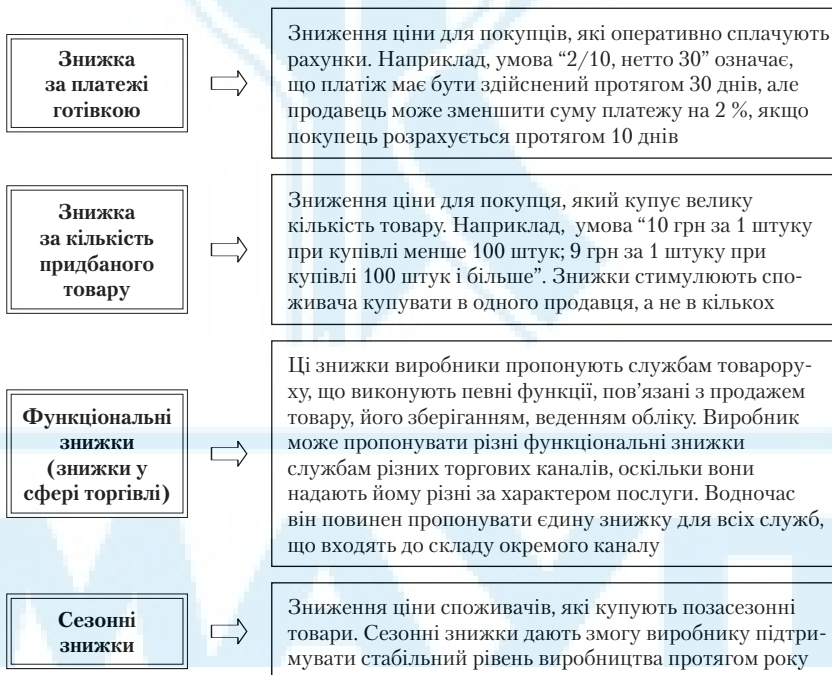 Знижка
за платежі
готівкою
Зниження ціни для покупців, які оперативно сплачують
рахунки. Наприклад, умова “2/10, нетто 30” означає,
що платіж має бути здійснений протягом 30 днів, але
продавець може зменшити суму платежу на 2 %, якщо
покупець розрахується протягом 10 днів
Знижка
за кількість
придбаного
товару
Зниження ціни для покупця, який купує велику
кількість товару. Наприклад, умова “10 грн за 1 штуку
при купівлі менше 100 штук; 9 грн за 1 штуку при
купівлі 100 штук і більше”. Знижки стимулюють спо-
живача купувати в одного продавця, а не в кількох
Функціональні
знижки
(знижки у
сфері торгівлі)
Ці знижки виробники пропонують службам товарору-
ху, що виконують певні функції, пов’язані з продажем
товару, його зберіганням, веденням обліку. Виробник
може пропонувати різні функціональні знижки
службам різних торгових каналів, оскільки вони
надають йому різні за характером послуги. Водночас
він повинен пропонувати єдину знижку для всіх служб,
що входять до складу окремого каналу
Сезонні
знижки
Зниження ціни споживачів, які купують позасезонні
товари. Сезонні знижки дають змогу виробнику підтри-
мувати стабільний рівень виробництва протягом року
МАУП